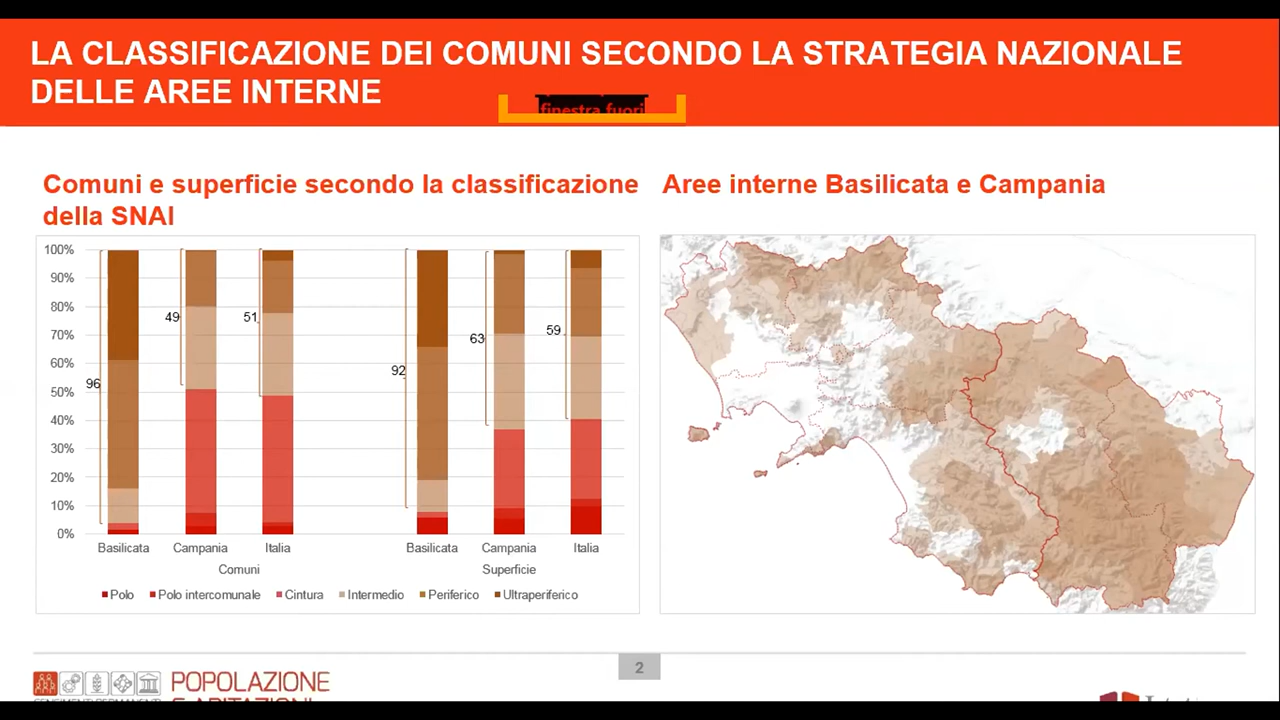 LA CLASSIFICAZIONE DEI COMUNI SECONDO LA STRATEGIA NAZIONALE
DELLE AREE INTERNE
finestra fuori
Comuni e superficie secondo la classificazione
della SNAI
Aree interne Basilicata e Campania
100%
90%
80%
70%
60%
50%
40%
30%
20%
10%
0%
96
49
51
92
63
59
Basilicata Campania Italia Basilicata Campania Italia
Comuni Superficie
Polo Polo intercomunale Cintura Intermedio Periferico Ultraperiferico
2
POPOLAZIONE